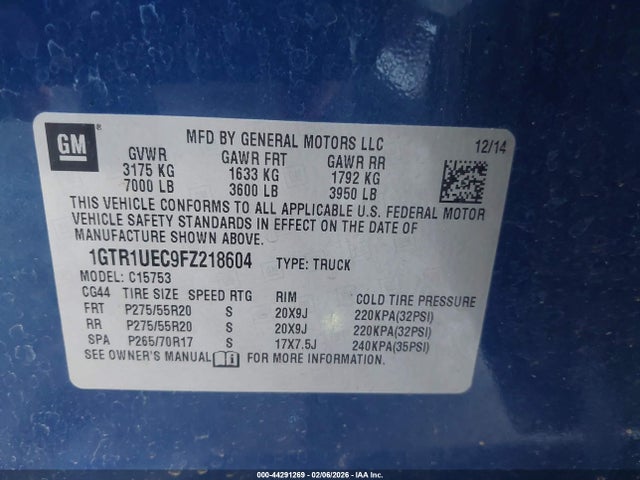 GM ®
MFD BY GENERAL MOTORS LLC 12/14
GVWR GAWR FRT GAWR RR
3175 KG 1633 KG 1792 KG
7000 LB 3600 LB 3950 LB
THIS VEHICLE CONFORMS TO ALL APPLICABLE U.S. FEDERAL MOTOR
VEHICLE SAFETY STANDARDS IN EFFECT ON THE DATE OF
MANUFACTURE SHOWN ABOVE.
1GTR1UEC9FZ218604 TYPE: TRUCK
MODEL: C15753
CG44 TIRE SIZE SPEED RTG RIM COLD TIRE PRESSURE
FRT P275/55R20 S 20X9J 220KPA(32PSI)
RR P275/55R20 S 20X9J 220KPA(32PSI)
SPA P265/70R17 S 17X7.5J 240KPA(35PSI)
SEE OWNER'S MANUAL FOR MORE INFORMATION.
000-44291269 - 02/06/2026 - IAA Inc.